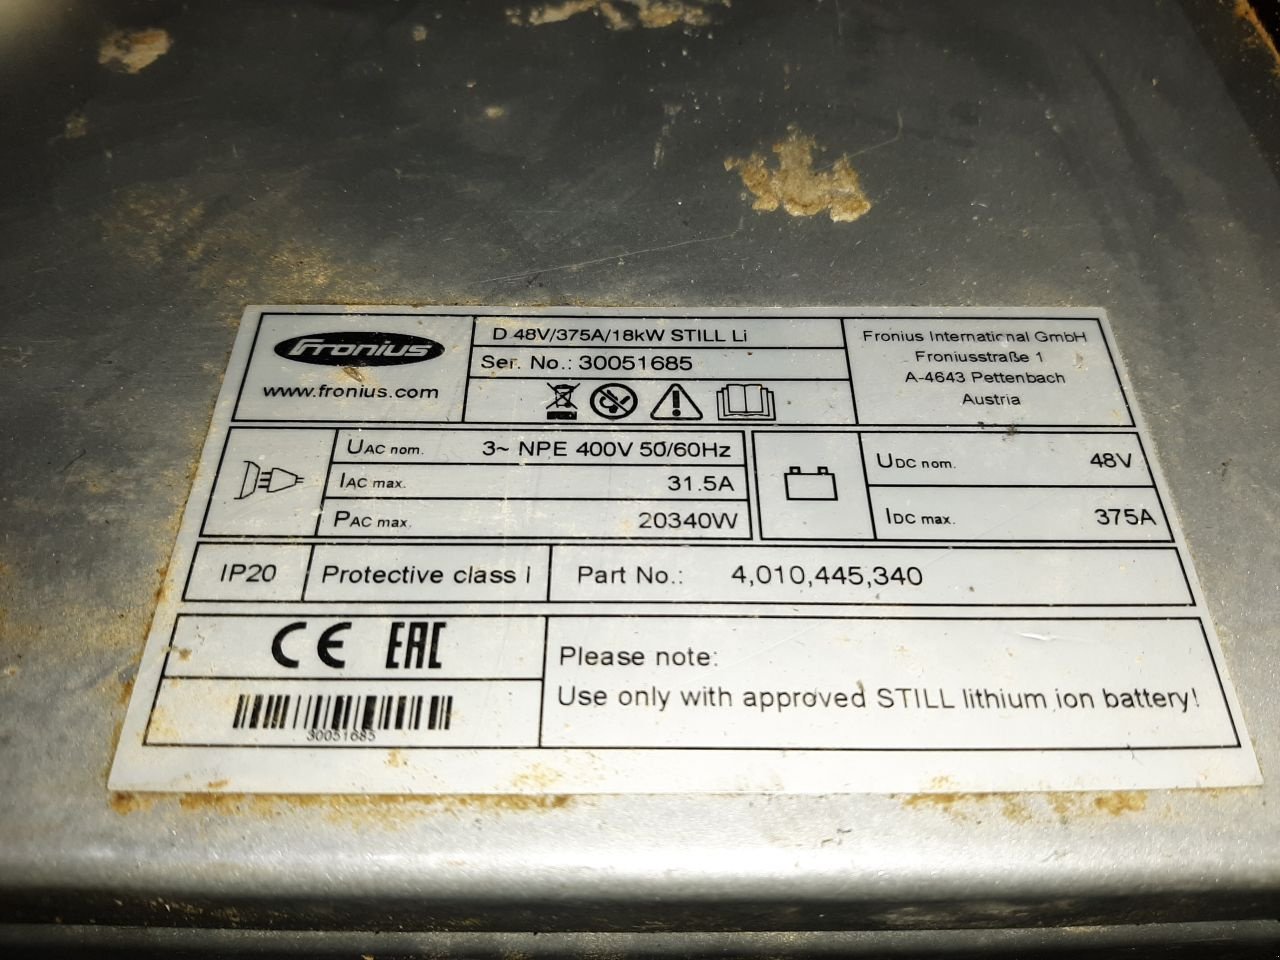 Fronius
www.fronius.com
D 48V/375A/18kW STILL Li
Ser. No.: 30051685
Fronius International GmbH
Froniusstraße 1
A-4643 Pettenbach
Austria
UAC nom. 3~ NPE 400V 50/60Hz
IAC max. 31.5A
PAC max. 20340W
UDC nom. 48V
IDC max. 375A
IP20
Protective class I
Part No.: 4,010,445,340
CE EAC
30051685
Please note:
Use only with approved STILL lithium ion battery!